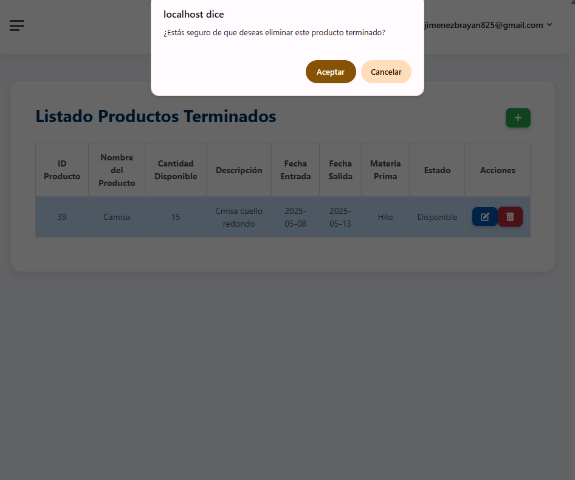 localhost dice
¿Estás seguro de que deseas eliminar este producto terminado?
Aceptar Cancelar
jimenezbrayan825@gmail.com
Listado Productos Terminados
+
ID Producto Nombre del Producto Cantidad Disponible Descripción Fecha Entrada Fecha Salida Materia Prima Estado Acciones
39 Camisa 15 Cmisa cuello redondo 2025-05-08 2025-05-13 Hilo Disponible